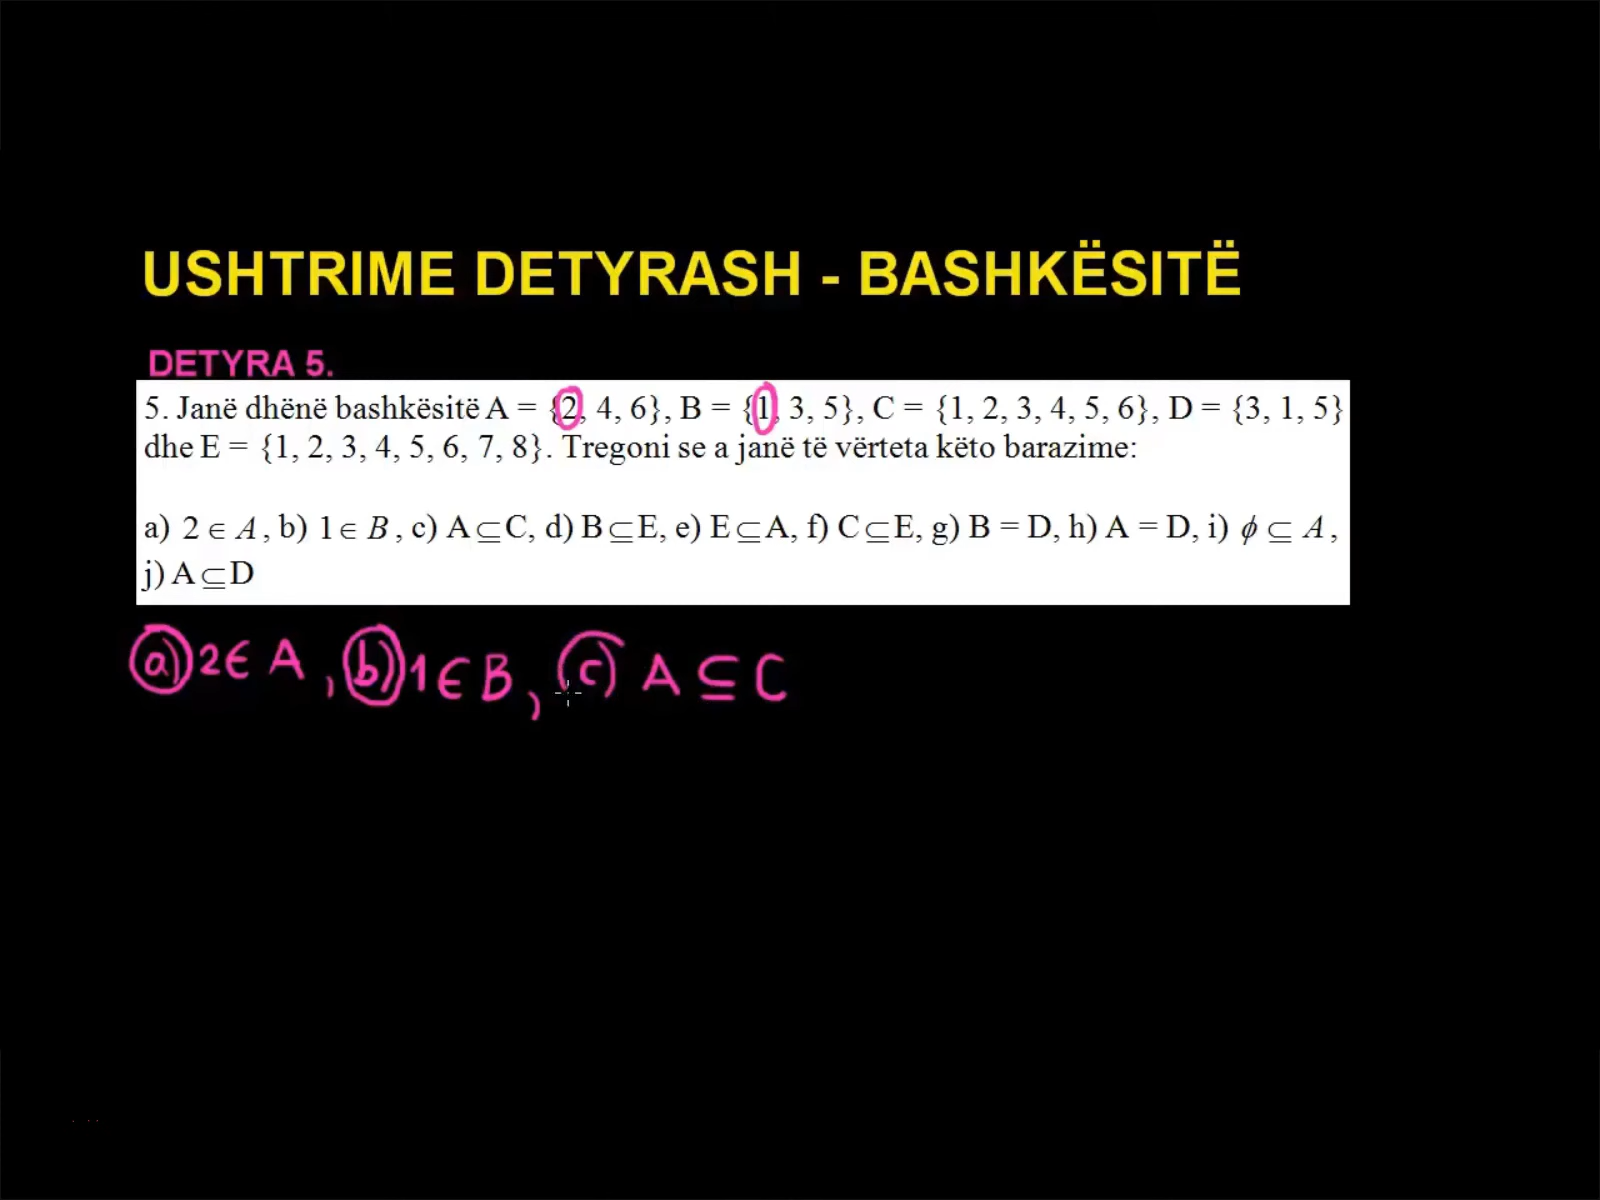 USHTRIME DETYRASH - BASHKËSITË
DETYRA 5.
5. Janë dhënë bashkësitë A = {2, 4, 6}, B = {1, 3, 5}, C = {1, 2, 3, 4, 5, 6}, D = {3, 1, 5}
dhe E = {1, 2, 3, 4, 5, 6, 7, 8}. Tregoni se a janë të vërteta këto barazime:
a) 2 ∈ A, b) 1 ∈ B, c) A⊆C, d) B⊆E, e) E⊆A, f) C⊆E, g) B = D, h) A = D, i) ϕ ⊆ A,
j) A⊆D
a) 2∈ A, b) 1∈ B, c) A ⊆ C